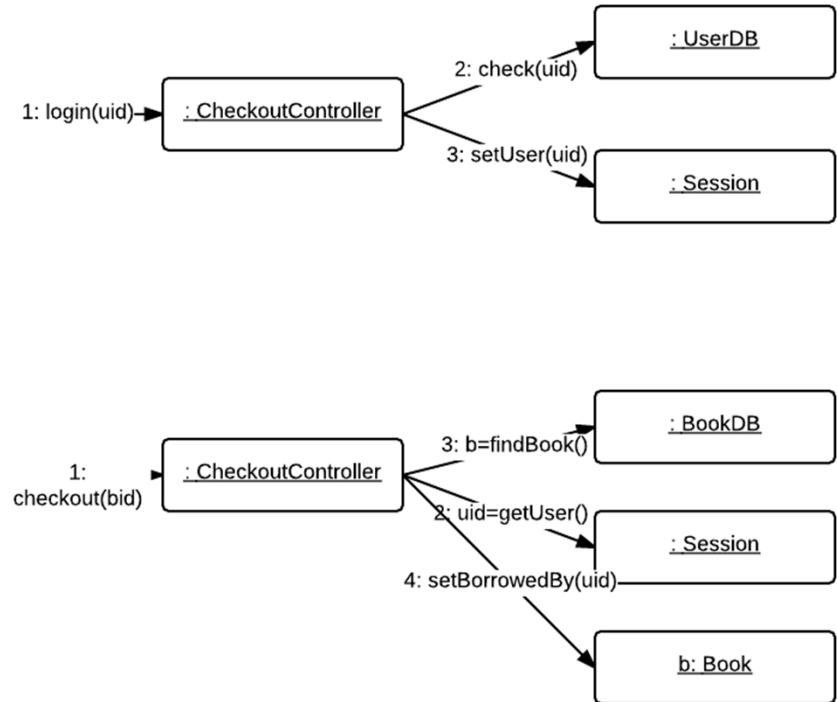 : UserDB
2: check(uid)
1: login(uid)
: CheckoutController
3: setUser(uid)
: Session
: BookDB
3: b=findBook()
1:
checkout(bid)
: CheckoutController
2: uid=getUser()
: Session
4: setBorrowedBy(uid)
b: Book